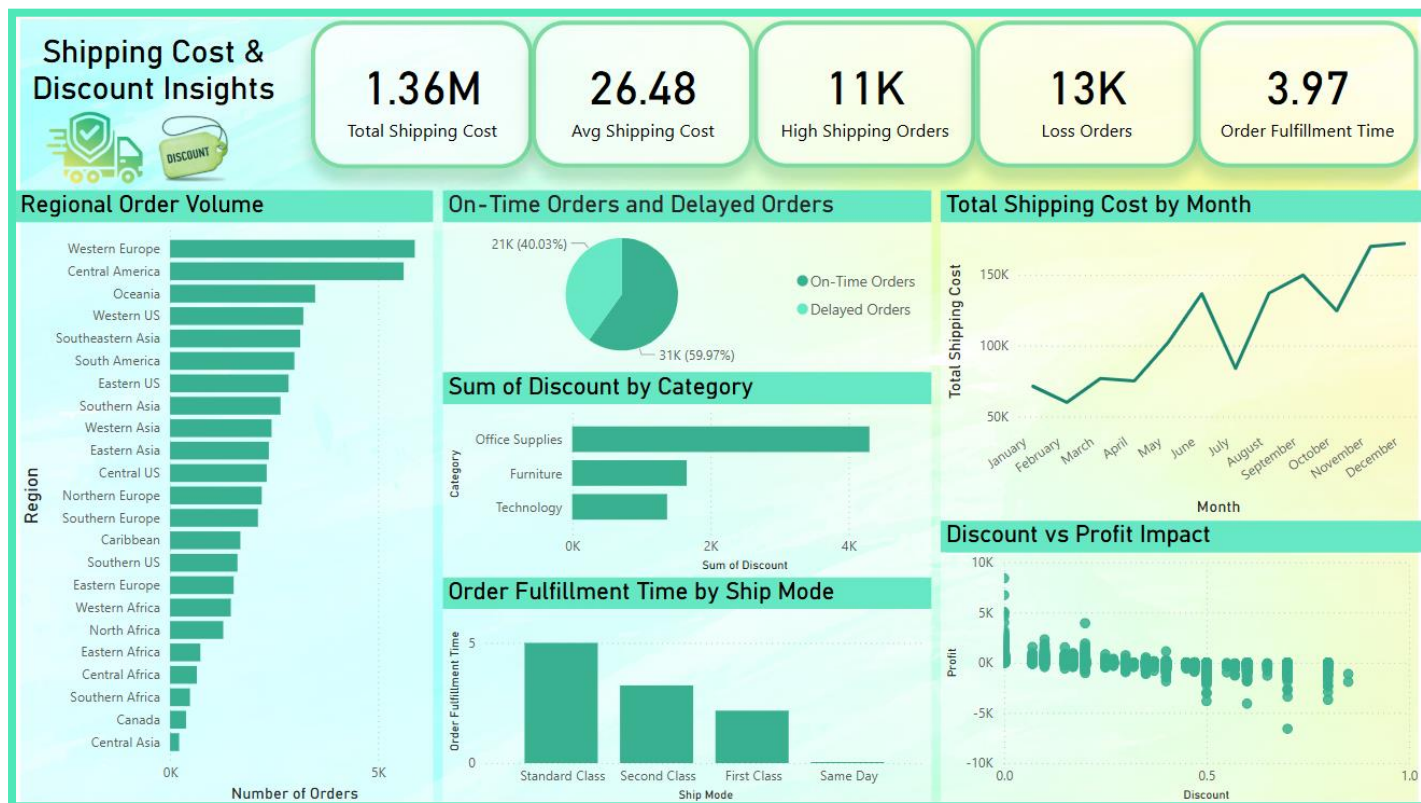 Shipping Cost &
Discount Insights
DISCOUNT
1.36M
Total Shipping Cost
26.48
Avg Shipping Cost
11K
High Shipping Orders
13K
Loss Orders
3.97
Order Fulfillment Time
Regional Order Volume
Region
Western Europe
Central America
Oceania
Western US
Southeastern Asia
South America
Eastern US
Southern Asia
Western Asia
Eastern Asia
Central US
Northern Europe
Southern Europe
Caribbean
Southern US
Eastern Europe
Western Africa
North Africa
Eastern Africa
Central Africa
Southern Africa
Canada
Central Asia
0K 5K
Number of Orders
On-Time Orders and Delayed Orders
21K (40.03%)
31K (59.97%)
On-Time Orders
Delayed Orders
Sum of Discount by Category
Category
Office Supplies
Furniture
Technology
0K 2K 4K
Sum of Discount
Order Fulfillment Time by Ship Mode
Order Fulfillment Time
5
0
Standard Class Second Class First Class Same Day
Ship Mode
Total Shipping Cost by Month
Total Shipping Cost
150K
100K
50K
January February March April May June July August September October November December
Month
Discount vs Profit Impact
Profit
10K
5K
0K
-5K
-10K
0.0 0.5 1.0
Discount